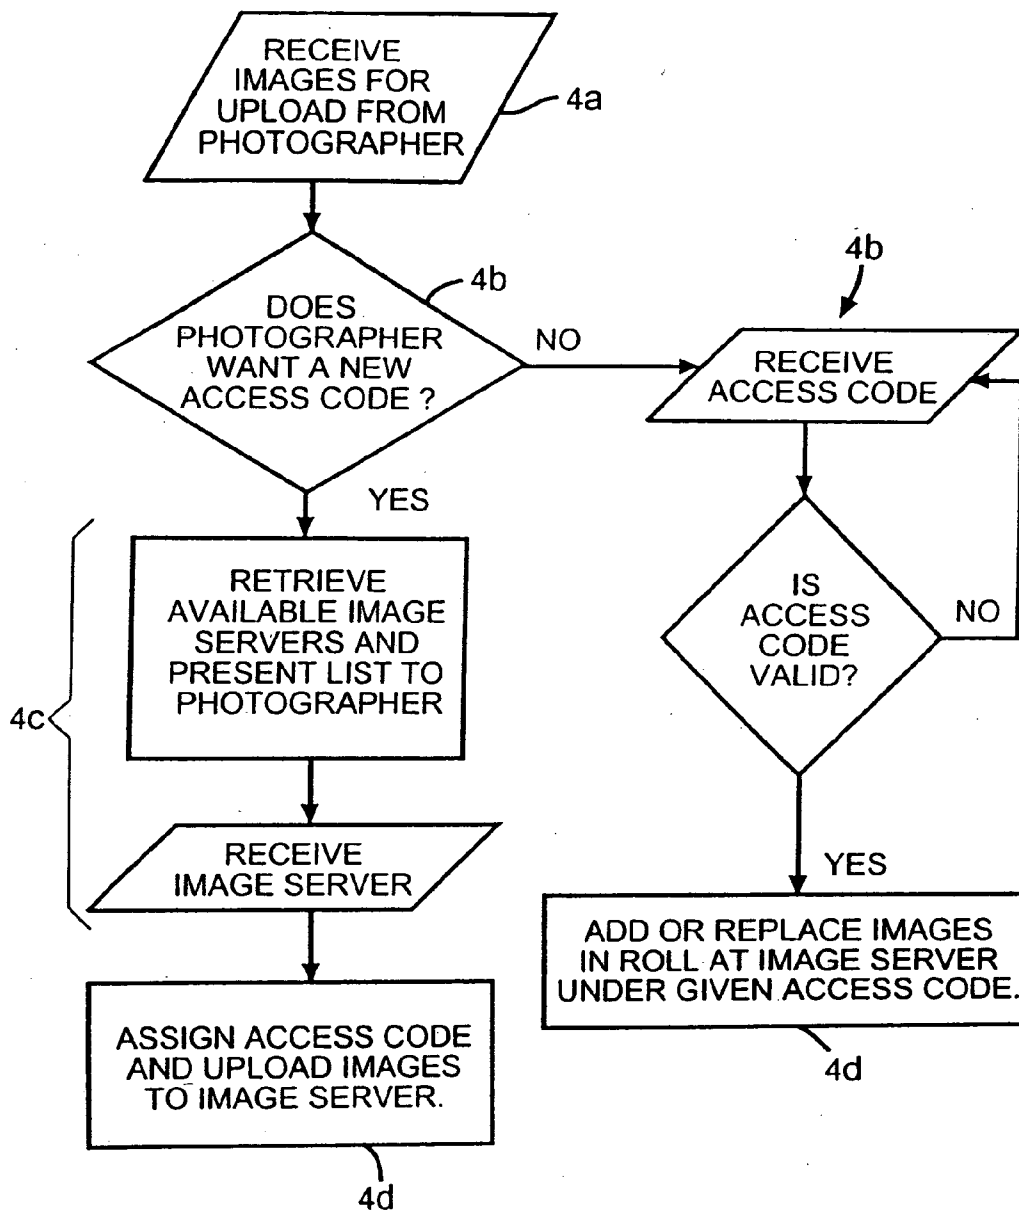 RECEIVE
IMAGES FOR
UPLOAD FROM
PHOTOGRAPHER
4a
4b
DOES
PHOTOGRAPHER
WANT A NEW
ACCESS CODE ?
NO
YES
4b
RECEIVE
ACCESS CODE
IS
ACCESS
CODE
VALID?
NO
YES
4c
RETRIEVE
AVAILABLE IMAGE
SERVERS AND
PRESENT LIST TO
PHOTOGRAPHER
RECEIVE
IMAGE SERVER
ADD OR REPLACE IMAGES
IN ROLL AT IMAGE SERVER
UNDER GIVEN ACCESS CODE.
4d
ASSIGN ACCESS CODE
AND UPLOAD IMAGES
TO IMAGE SERVER.
4d